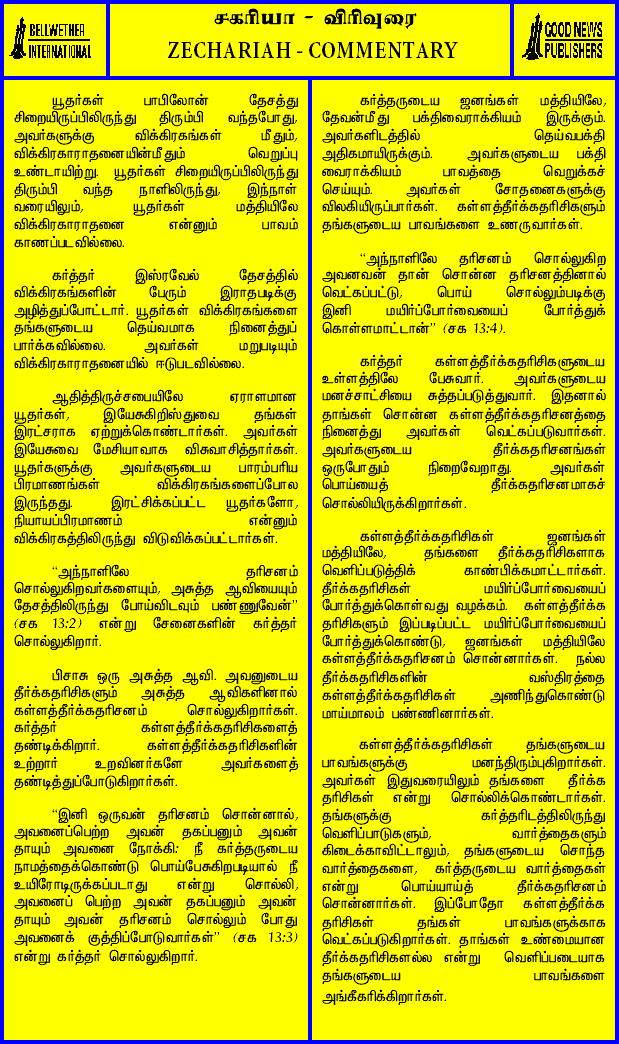 BELLWETHER
INTERNATIONAL
சகரியா - விரிவுரை
ZECHARIAH - COMMENTARY
GOOD NEWS
PUBLISHERS
யூதர்கள் பாபிலோன் தேசத்து
சிறையிருப்பிலிருந்து திரும்பி வந்தபோது,
அவர்களுக்கு விக்கிரகங்கள் மீதும்,
விக்கிரகாராதனையின்மீதும் வெறுப்பு
உண்டாயிற்று. யூதர்கள் சிறையிருப்பிலிருந்து
திரும்பி வந்த நாளிலிருந்து, இந்நாள்
வரையிலும், யூதர்கள் மத்தியிலே
விக்கிரகாராதனை என்னும் பாவம்
காணப்படவில்லை.
கர்த்தர் இஸ்ரவேல் தேசத்தில்
விக்கிரகங்களின் பேரும் இராதபடிக்கு
அழித்துப்போட்டார். யூதர்கள் விக்கிரகங்களை
தங்களுடைய தெய்வமாக நினைத்துப்
பார்க்கவில்லை. அவர்கள் மறுபடியும்
விக்கிரகாராதனையில் ஈடுபடவில்லை.
ஆதித்திருச்சபையிலே ஏராளமான
யூதர்கள், இயேசுகிறிஸ்துவை தங்கள்
இரட்சராக ஏற்றுக்கொண்டார்கள். அவர்கள்
இயேசுவை மேசியாவாக விசுவாசித்தார்கள்.
யூதர்களுக்கு அவர்களுடைய பாரம்பரிய
பிரமாணங்கள் விக்கிரகங்களைப்போல
இருந்தது. இரட்சிக்கப்பட்ட யூதர்களோ,
நியாயப்பிரமாணம் என்னும்
விக்கிரகத்திலிருந்து விடுவிக்கப்பட்டார்கள்.
“அந்நாளிலே தரிசனம்
சொல்லுகிறவர்களையும், அசுத்த ஆவியையும்
தேசத்திலிருந்து போய்விடவும் பண்ணுவேன்”
(சக 13:2) என்று சேனைகளின் கர்த்தர்
சொல்லுகிறார்.
பிசாசு ஒரு அசுத்த ஆவி. அவனுடைய
தீர்க்கதரிசிகளும் அசுத்த ஆவிகளினால்
கள்ளத்தீர்க்கதரிசனம் சொல்லுகிறார்கள்.
கர்த்தர் கள்ளத்தீர்க்கதரிசிகளைத்
தண்டிக்கிறார். கள்ளத்தீர்க்கதரிசிகளின்
உற்றார் உறவினர்களே அவர்களைத்
தண்டித்துப்போடுகிறார்கள்.
“இனி ஒருவன் தரிசனம் சொன்னால்,
அவனைப்பெற்ற அவன் தகப்பனும் அவன்
தாயும் அவனை நோக்கி: நீ கர்த்தருடைய
நாமத்தைக்கொண்டு பொய்பேசுகிறபடியால் நீ
உயிரோடிருக்கப்படாது என்று சொல்லி,
அவனைப் பெற்ற அவன் தகப்பனும் அவன்
தாயும் அவன் தரிசனம் சொல்லும் போது
அவனைக் குத்திப்போடுவார்கள்” (சக 13:3)
என்று கர்த்தர் சொல்லுகிறார்.
கர்த்தருடைய ஜனங்கள் மத்தியிலே,
தேவன்மீது பக்திவைராக்கியம் இருக்கும்.
அவர்களிடத்தில் தெய்வபக்தி
அதிகமாயிருக்கும். அவர்களுடைய பக்தி
வைராக்கியம் பாவத்தை வெறுக்கச்
செய்யும். அவர்கள் சோதனைகளுக்கு
விலகியிருப்பார்கள். கள்ளத்தீர்க்கதரிசிகளும்
தங்களுடைய பாவங்களை உணருவார்கள்.
“அந்நாளிலே தரிசனம் சொல்லுகிற
அவனவன் தான் சொன்ன தரிசனத்தினால்
வெட்கப்பட்டு, பொய் சொல்லும்படிக்கு
இனி மயிர்ப்போர்வையைப் போர்த்துக்
கொள்ளமாட்டான்” (சக 13:4).
கர்த்தர் கள்ளத்தீர்க்கதரிசிகளுடைய
உள்ளத்திலே பேசுவார். அவர்களுடைய
மனச்சாட்சியை சுத்தப்படுத்துவார். இதனால்
தாங்கள் சொன்ன கள்ளத்தீர்க்கதரிசனத்தை
நினைத்து அவர்கள் வெட்கப்படுவார்கள்.
அவர்களுடைய தீர்க்கதரிசனங்கள்
ஒருபோதும் நிறைவேறாது. அவர்கள்
பொய்யைத் தீர்க்கதரிசனமாகச்
சொல்லியிருக்கிறார்கள்.
கள்ளத்தீர்க்கதரிசிகள் ஜனங்கள்
மத்தியிலே, தங்களை தீர்க்கதரிசிகளாக
வெளிப்படுத்திக் காண்பிக்கமாட்டார்கள்.
தீர்க்கதரிசிகள் மயிர்ப்போர்வையைப்
போர்த்துக்கொள்வது வழக்கம். கள்ளத்தீர்க்க
தரிசிகளும் இப்படிப்பட்ட மயிர்ப்போர்வையைப்
போர்த்துக்கொண்டு, ஜனங்கள் மத்தியிலே
கள்ளத்தீர்க்கதரிசனம் சொன்னார்கள். நல்ல
தீர்க்கதரிசிகளின் வஸ்திரத்தை
கள்ளத்தீர்க்கதரிசிகள் அணிந்துகொண்டு
மாய்மாலம் பண்ணினார்கள்.
கள்ளத்தீர்க்கதரிசிகள் தங்களுடைய
பாவங்களுக்கு மனந்திரும்புகிறார்கள்.
அவர்கள் இதுவரையிலும் தங்களை தீர்க்க
தரிசிகள் என்று சொல்லிக்கொண்டார்கள்.
தங்களுக்கு கர்த்தரிடத்திலிருந்து
வெளிப்பாடுகளும், வார்த்தைகளும்
கிடைக்காவிட்டாலும், தங்களுடைய சொந்த
வார்த்தைகளை, கர்த்தருடைய வார்த்தைகள்
என்று பொய்யாய்த் தீர்க்கதரிசனம்
சொன்னார்கள். இப்போதோ கள்ளத்தீர்க்க
தரிசிகள் தங்கள் பாவங்களுக்காக
வெட்கப்படுகிறார்கள். தாங்கள் உண்மையான
தீர்க்கதரிசிகளல்ல என்று வெளிப்படையாக
தங்களுடைய பாவங்களை
அங்கீகரிக்கிறார்கள்.